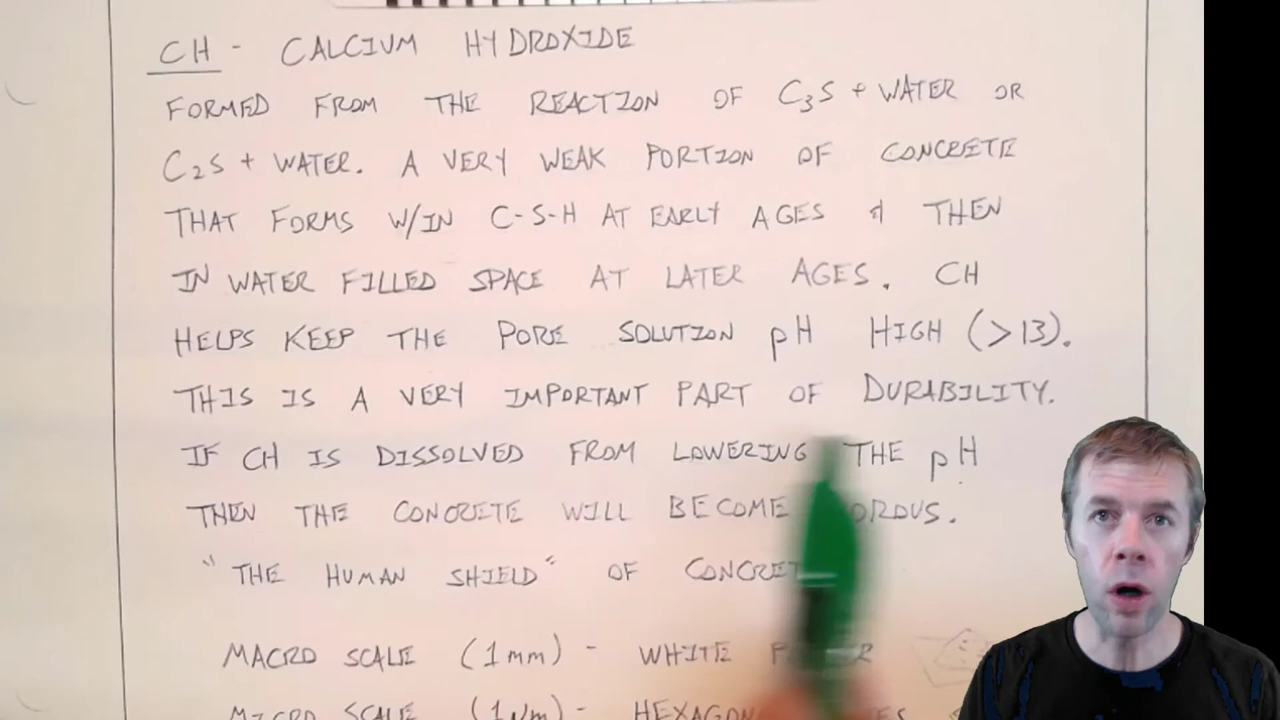 CH - CALCIUM HYDROXIDE
FORMED FROM THE REACTION OF C₃S + WATER OR
C₂S + WATER. A VERY WEAK PORTION OF CONCRETE
THAT FORMS W/IN C-S-H AT EARLY AGES & THEN
IN WATER FILLED SPACE AT LATER AGES. CH
HELPS KEEP THE PORE SOLUTION pH HIGH (>13).
THIS IS A VERY IMPORTANT PART OF DURABILITY.
IF CH IS DISSOLVED FROM LOWERING THE pH
THEN THE CONCRETE WILL BECOME
"THE HUMAN SHIELD" OF
MACRO SCALE (1mm) - WHITE
MICRO SCALE